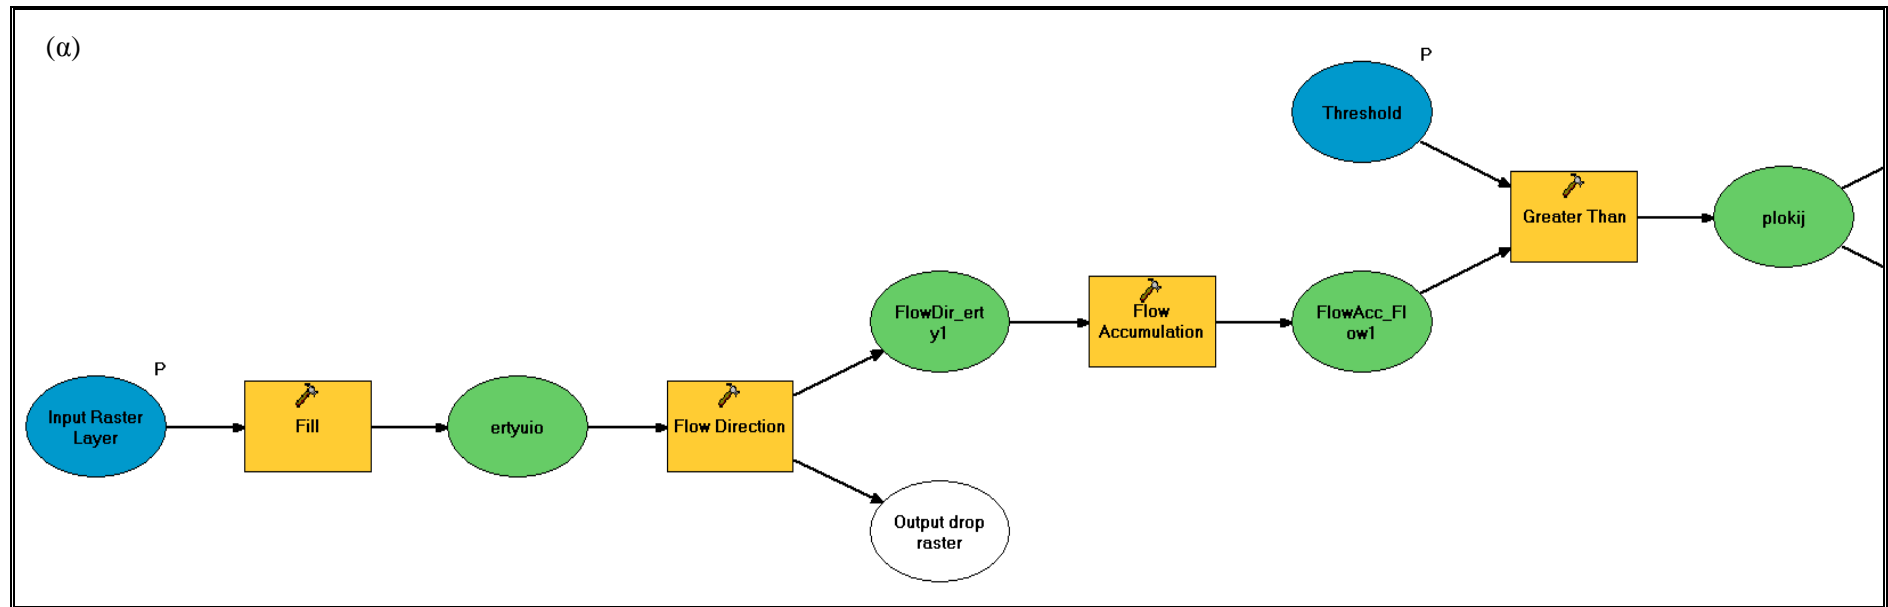 (α)
P
Threshold
Greater Than
plokij
FlowDir_ert
y1
Flow
Accumulation
FlowAcc_Fl
ow1
P
Input Raster
Layer
Fill
ertyuio
Flow Direction
Output drop
raster